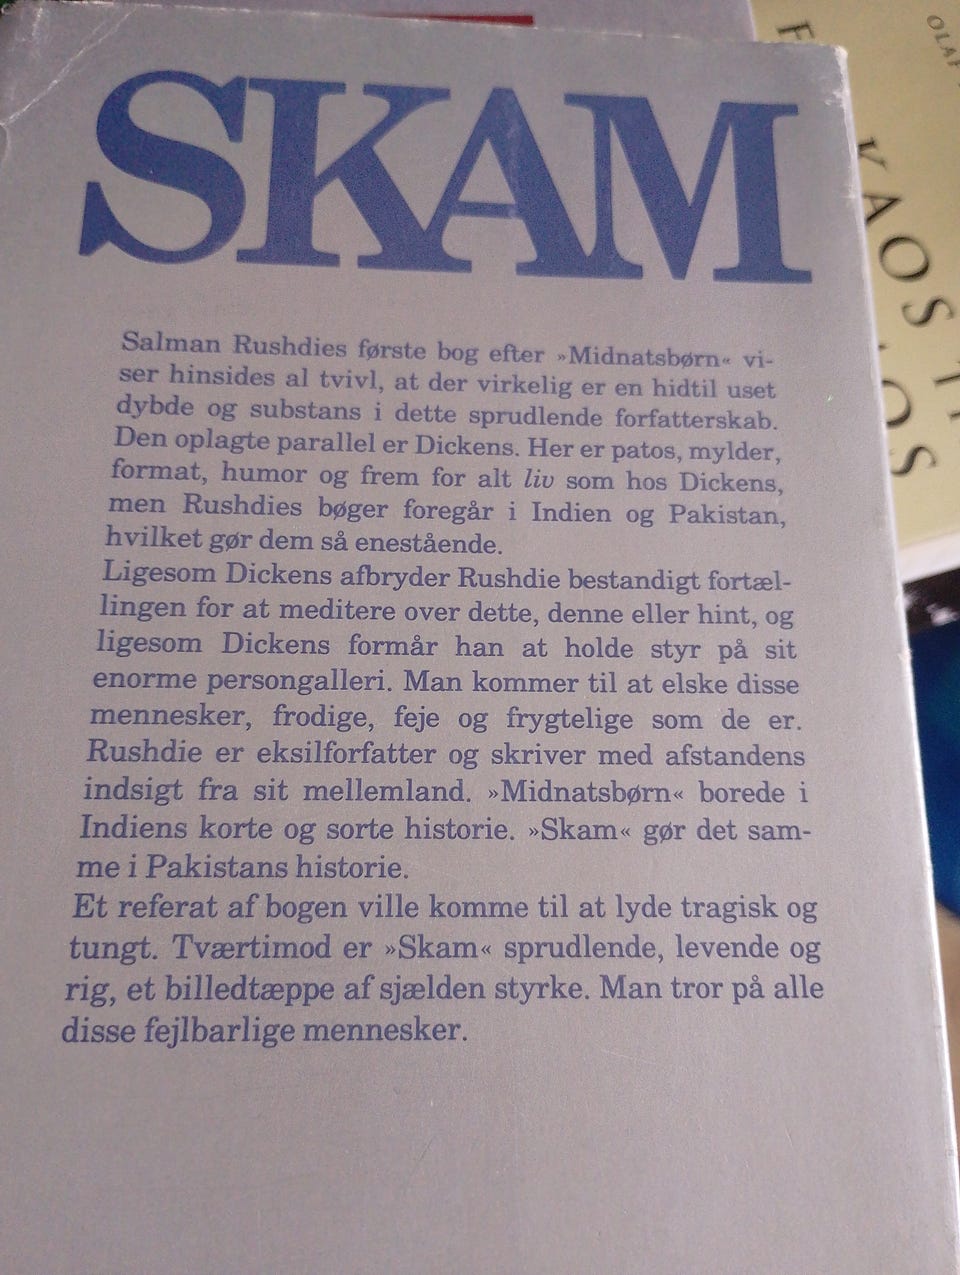 SKAM
Salman Rushdies første bog efter »Midnatsbørn« vi-
ser hinsides al tvivl, at der virkelig er en hidtil uset
dybde og substans i dette sprudlende forfatterskab.
Den oplagte parallel er Dickens. Her er patos, mylder,
format, humor og frem for alt liv som hos Dickens,
men Rushdies bøger foregår i Indien og Pakistan,
hvilket gør dem så enestående.
Ligesom Dickens afbryder Rushdie bestandigt fortæl-
lingen for at meditere over dette, denne eller hint, og
ligesom Dickens formår han at holde styr på sit
enorme persongalleri. Man kommer til at elske disse
mennesker, frodige, feje og frygtelige som de er.
Rushdie er eksilforfatter og skriver med afstandens
indsigt fra sit mellemland. »Midnatsbørn« borede i
Indiens korte og sorte historie. »Skam« gør det sam-
me i Pakistans historie.
Et referat af bogen ville komme til at lyde tragisk og
tungt. Tværtimod er »Skam« sprudlende, levende og
rig, et billedtæppe af sjælden styrke. Man tror på alle
disse fejlbarlige mennesker.
KAOS